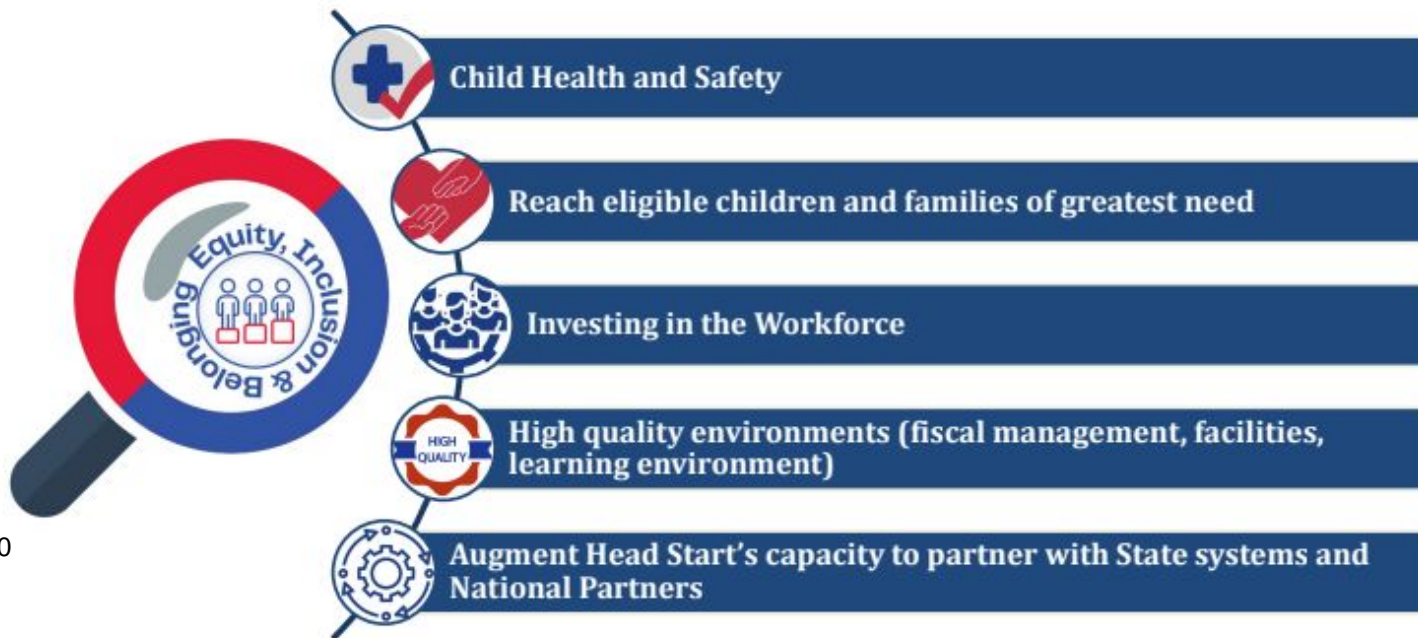 Child Health and Safety
Reach eligible children and families of greatest need
Equity, Inclusion & Belonging
Investing in the Workforce
HIGH
QUALITY
High quality environments (fiscal management, facilities,
learning environment)
0
Augment Head Start’s capacity to partner with State systems and
National Partners